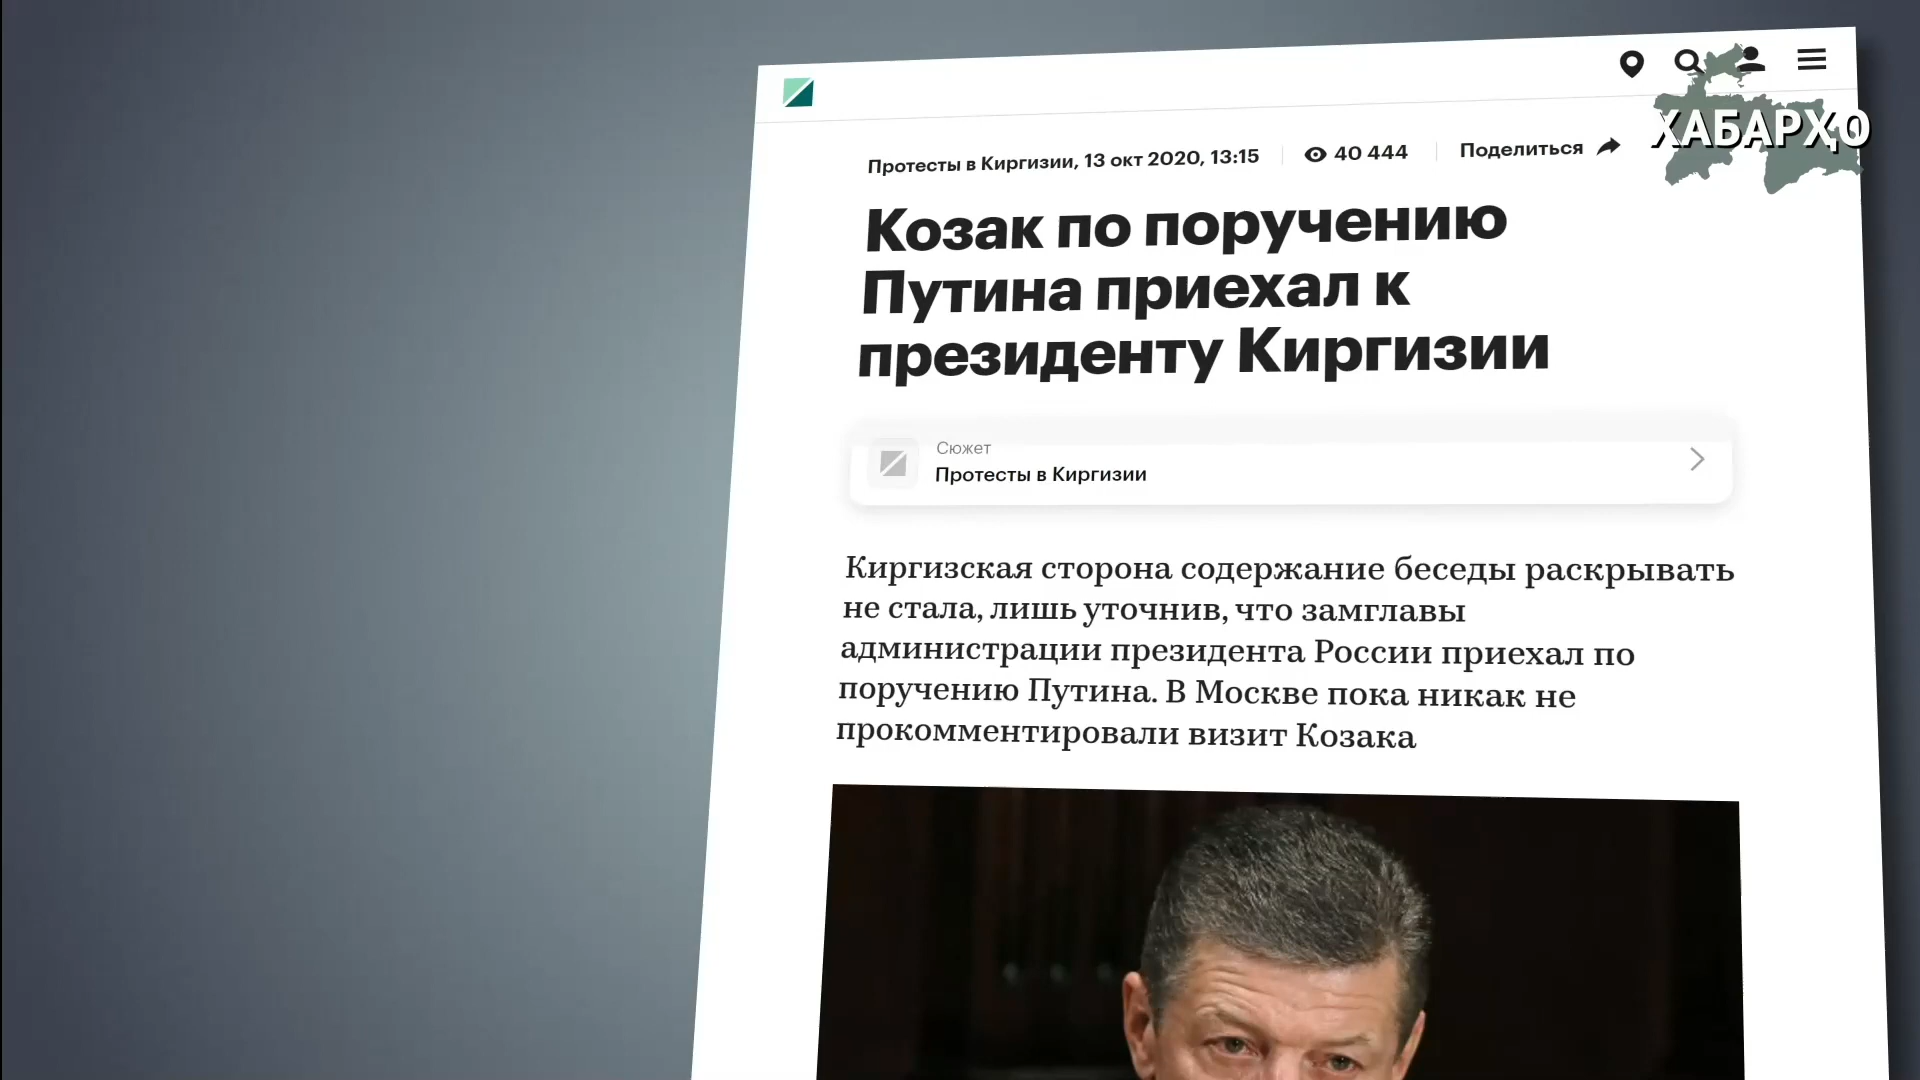 ХАБАРҲО
Протесты в Киргизии, 13 окт 2020, 13:15 40 444 Поделиться
Козак по поручению
Путина приехал к
президенту Киргизии
Сюжет
Протесты в Киргизии
Киргизская сторона содержание беседы раскрывать
не стала, лишь уточнив, что замглавы
администрации президента России приехал по
поручению Путина. В Москве пока никак не
прокомментировали визит Козака